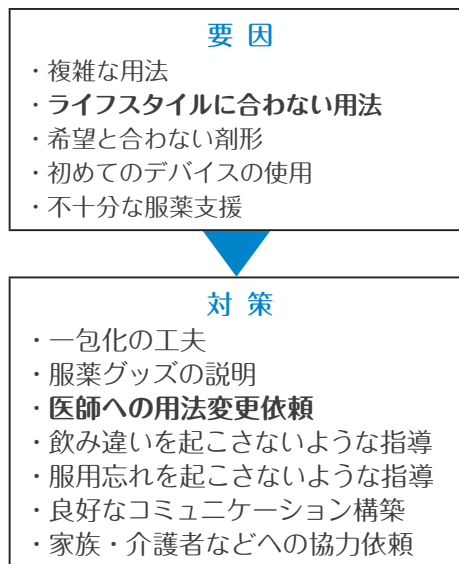 要 因
・複雑な用法
・ライフスタイルに合わない用法
・希望と合わない剤形
・初めてのデバイスの使用
・不十分な服薬支援
対 策
・一包化の工夫
・服薬グッズの説明
・医師への用法変更依頼
・飲み違いを起こさないような指導
・服用忘れを起こさないような指導
・良好なコミュニケーション構築
・家族・介護者などへの協力依頼